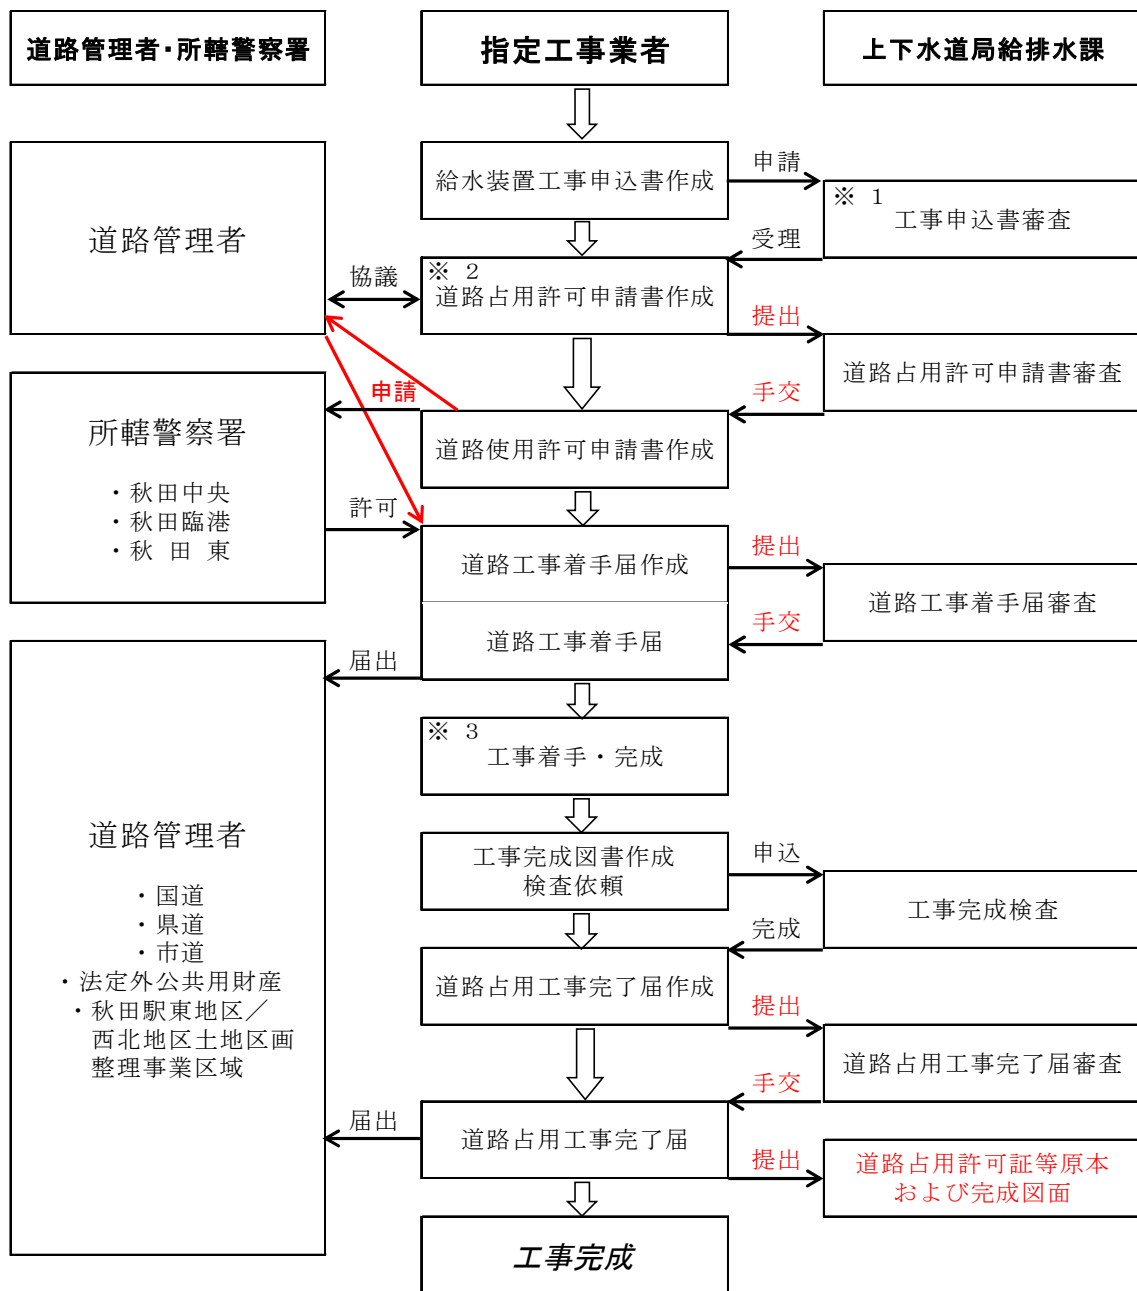 道路管理者・所轄警察署
指定工事業者
上下水道局給排水課
給水装置工事申込書作成
申請
※ 1
工事申込書審査
受理
道路管理者
協議
※ 2
道路占用許可申請書作成
提出
道路占用許可申請書審査
手交
申請
道路使用許可申請書作成
所轄警察署
・秋田中央
・秋田臨港
・秋 田 東
許可
道路工事着手届作成
提出
道路工事着手届審査
手交
道路工事着手届
届出
※ 3
工事着手・完成
道路管理者
・国道
・県道
・市道
・法定外公共用財産
・秋田駅東地区／
西北地区土地区画
整理事業区域
工事完成図書作成
検査依頼
申込
工事完成検査
完成
道路占用工事完了届作成
提出
道路占用工事完了届審査
手交
道路占用工事完了届
届出
提出
道路占用許可証等原本
および完成図面
工事完成